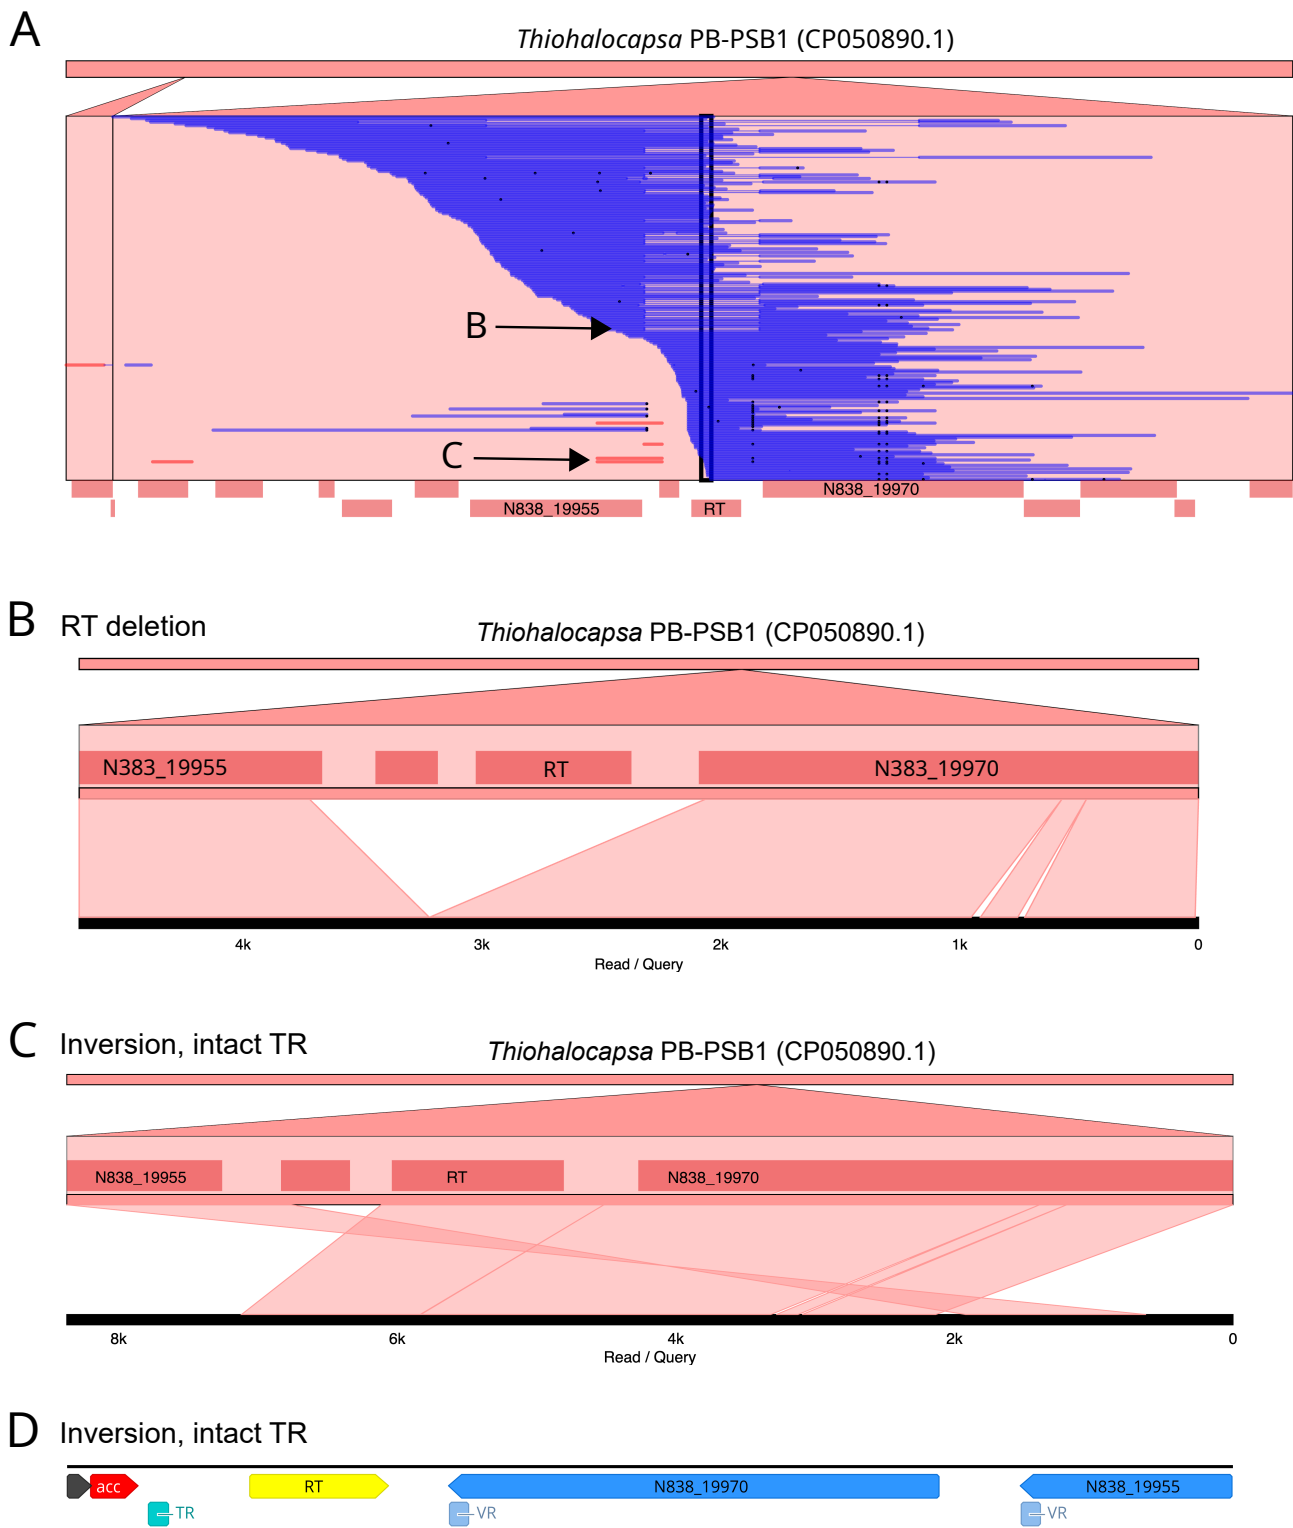 A
Thiohalocapsa PB-PSB1 (CP050890.1)
B
C
N838_19970
N838_19955
RT
B RT deletion
Thiohalocapsa PB-PSB1 (CP050890.1)
N383_19955 RT N383_19970
4k 3k 2k 1k 0
Read / Query
C Inversion, intact TR
Thiohalocapsa PB-PSB1 (CP050890.1)
N838_19955 RT N838_19970
8k 6k 4k 2k 0
Read / Query
D Inversion, intact TR
acc RT N838_19970 N838_19955
TR VR VR